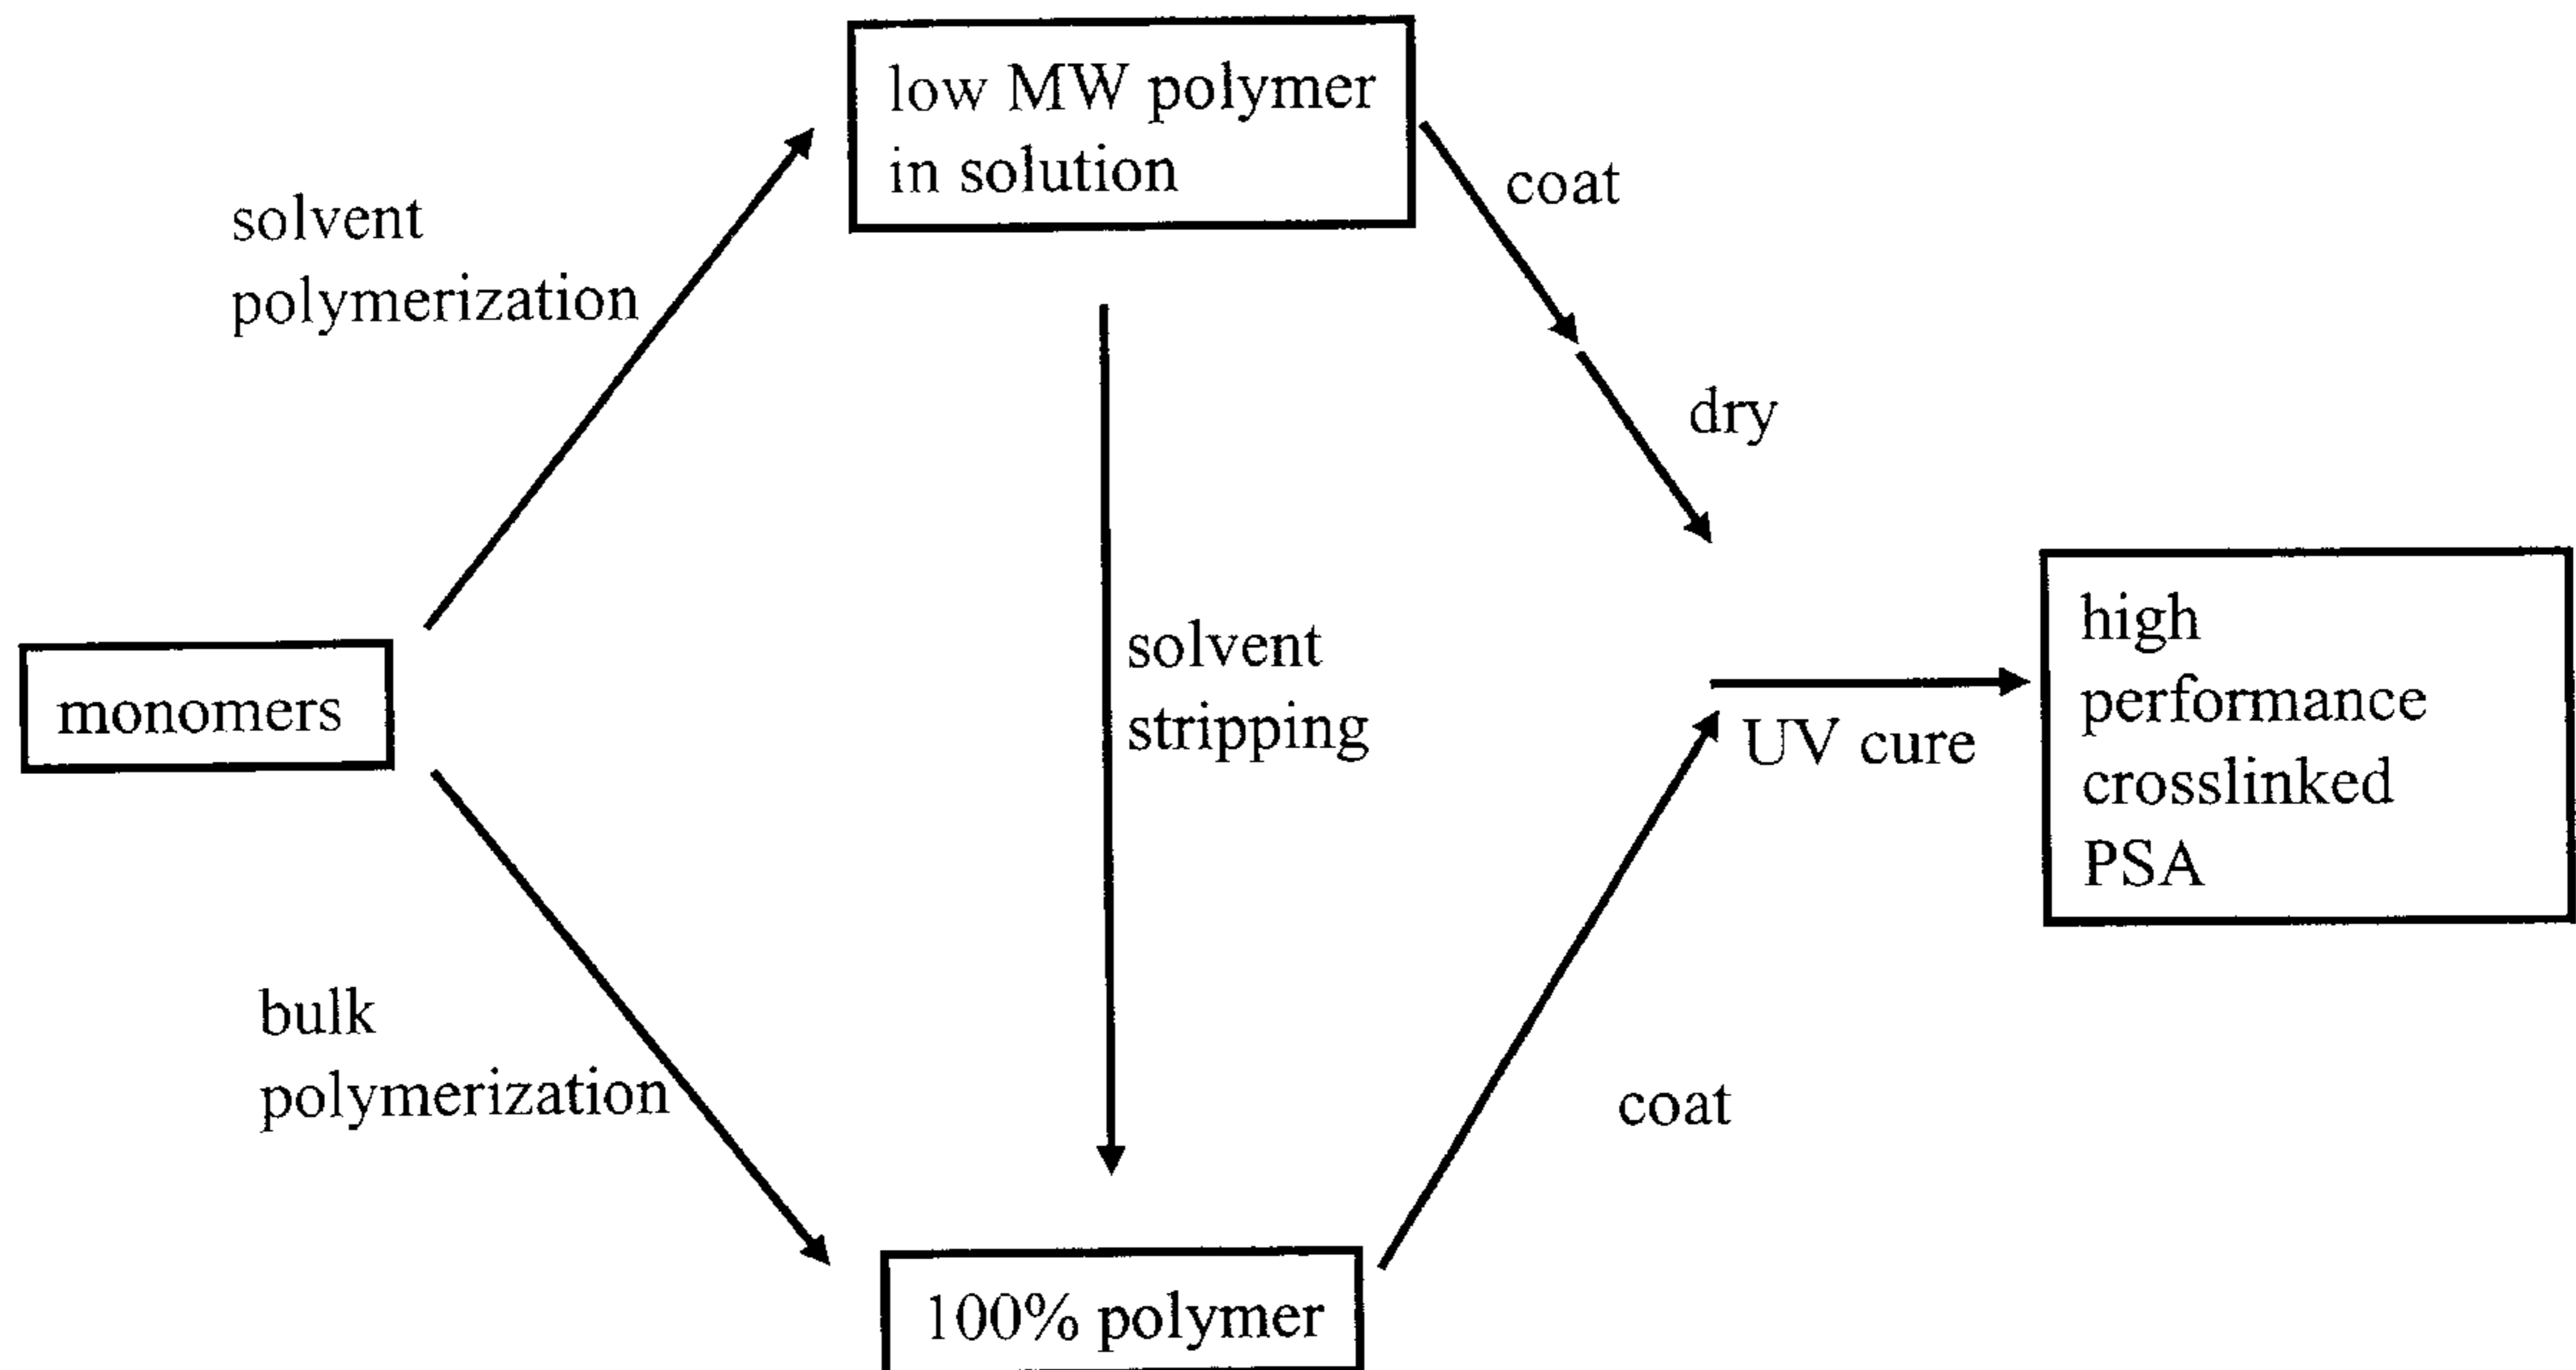 low MW polymer
in solution
coat
solvent
polymerization
dry
high
performance
crosslinked
PSA
solvent
stripping
monomers
UV cure
bulk
polymerization
coat
100% polymer